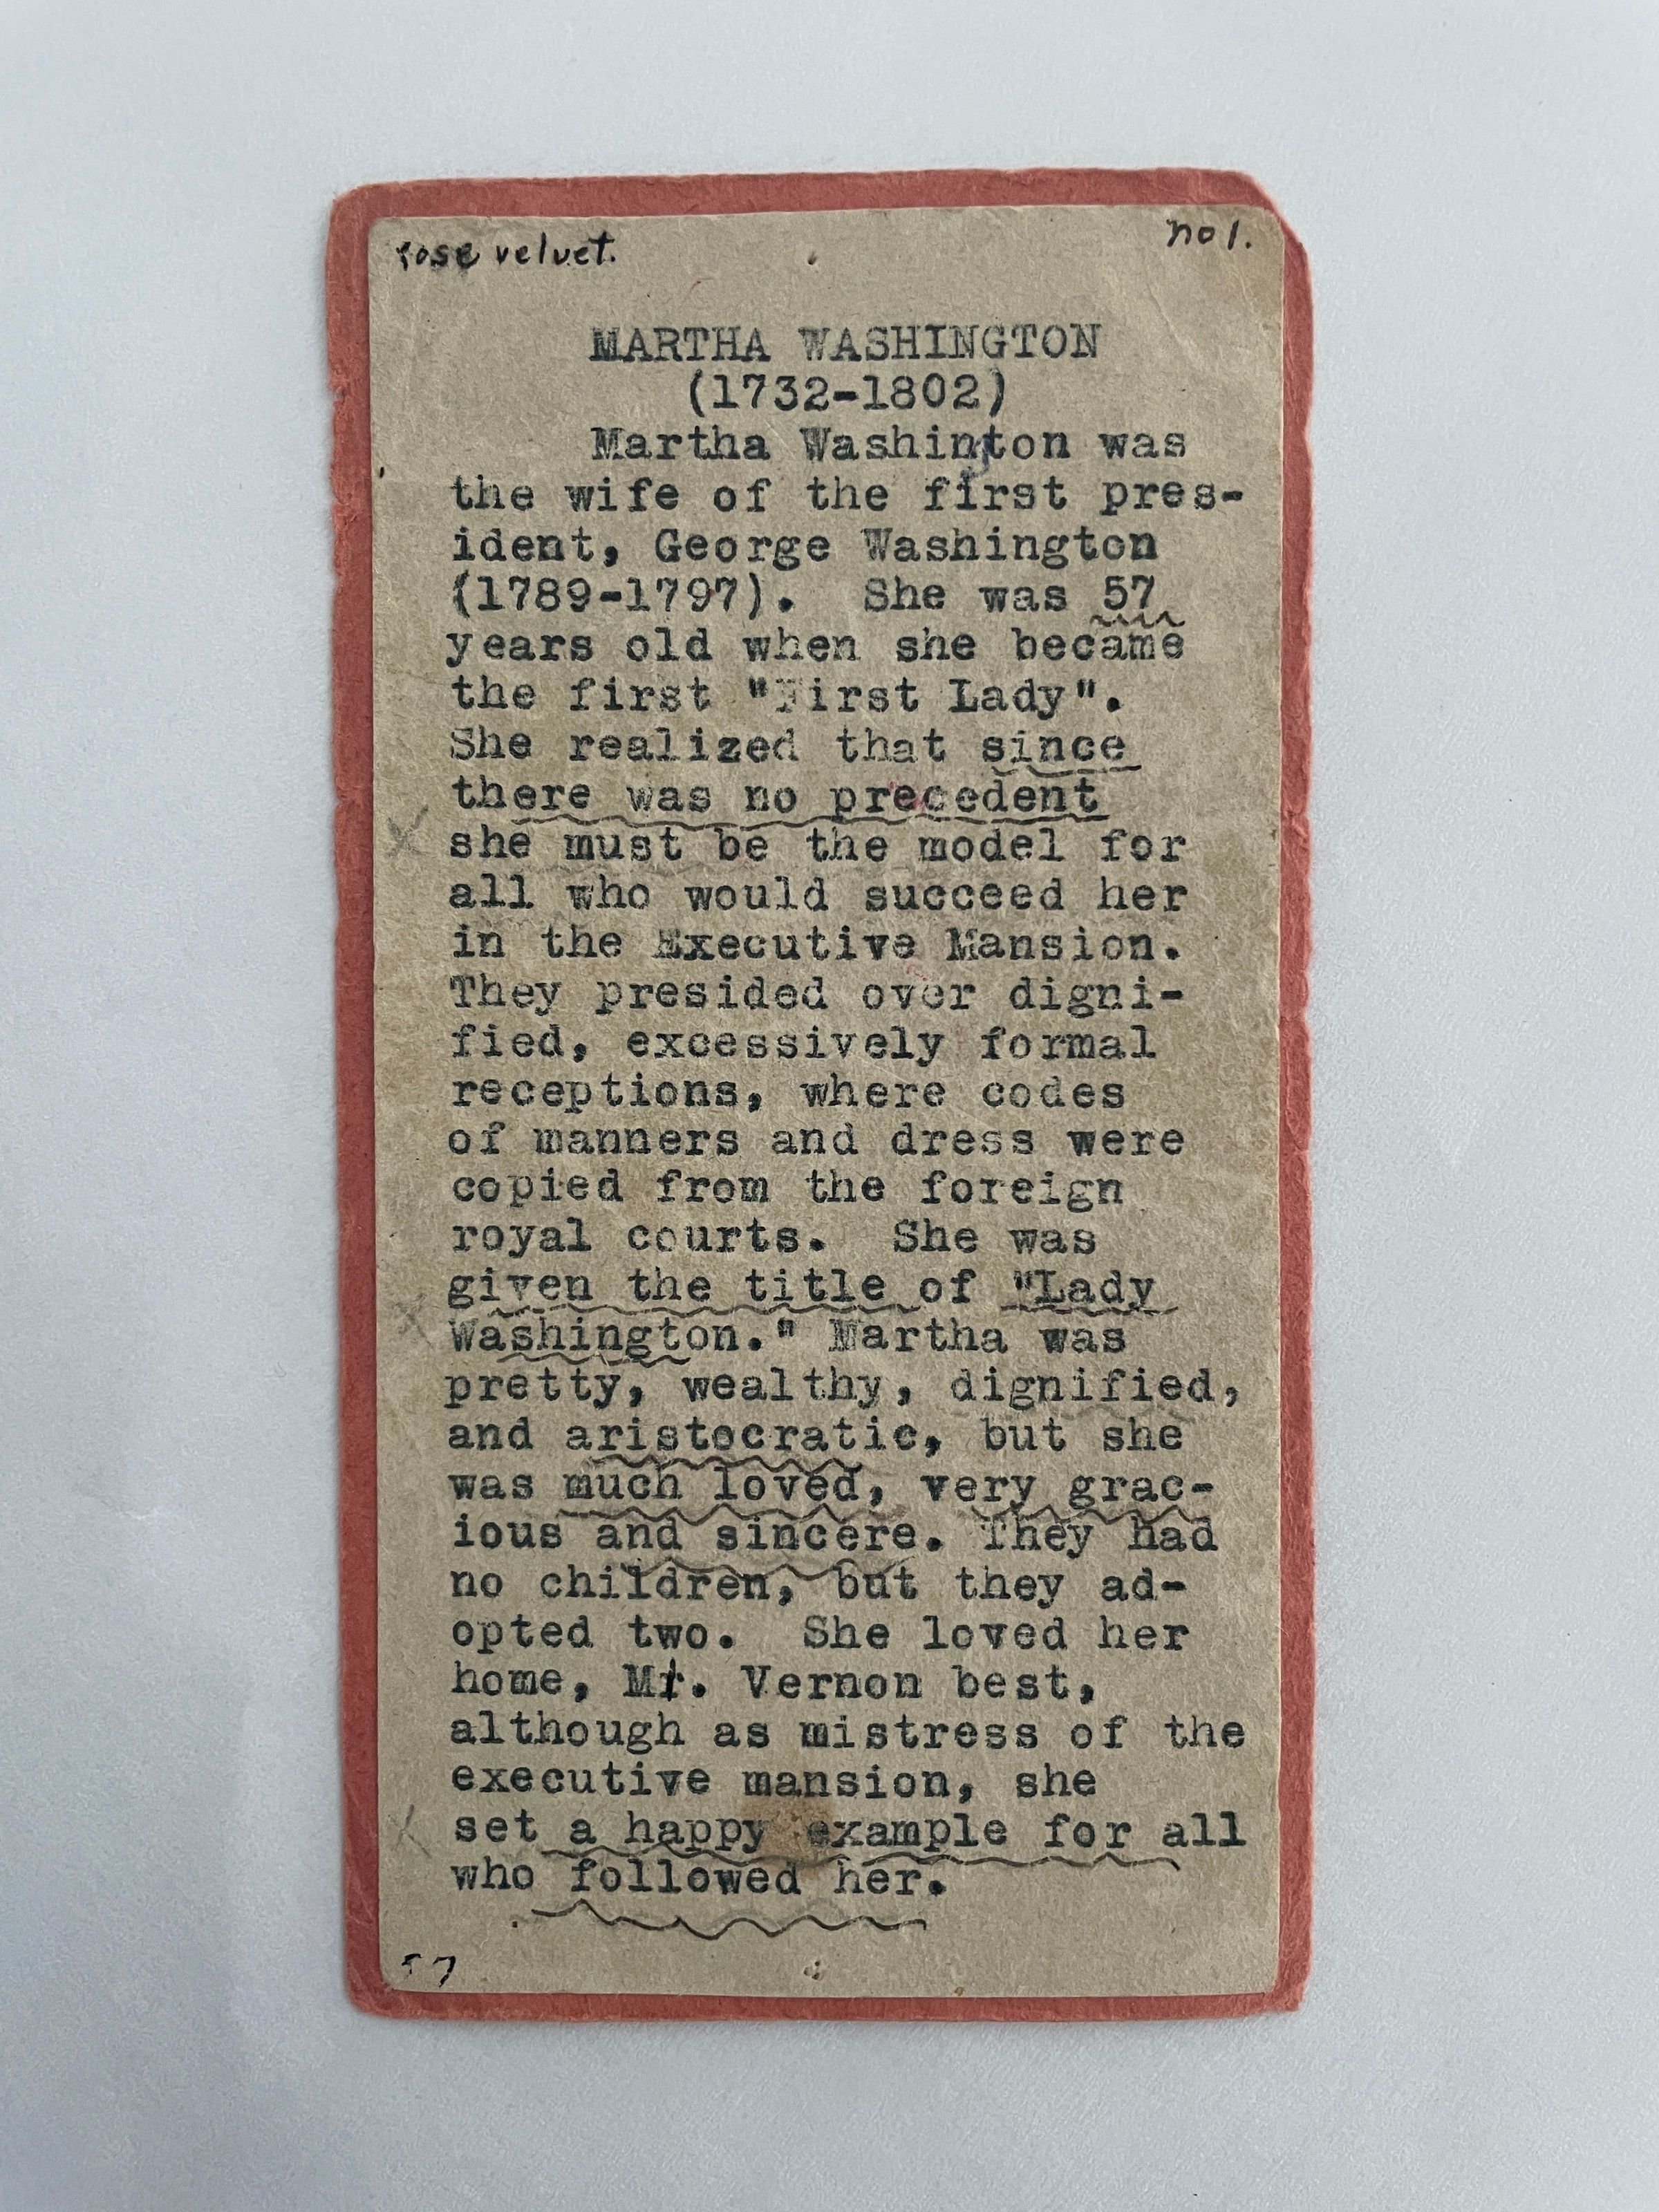 rose velvet.
no 1.
MARTHA WASHINGTON
(1732-1802)
Martha Washington was
the wife of the first pres-
ident, George Washington
(1789-1797). She was 57
years old when she became
the first "First Lady".
She realized that since
there was no precedent
she must be the model for
all who would succeed her
in the Executive Mansion.
They presided over digni-
fied, excessively formal
receptions, where codes
of manners and dress were
copied from the foreign
royal courts. She was
given the title of "Lady
Washington." Martha was
pretty, wealthy, dignified,
and aristocratic, but she
was much loved, very grac-
ious and sincere. They had
no children, but they ad-
opted two. She loved her
home, Mt. Vernon best,
although as mistress of the
executive mansion, she
set a happy example for all
who followed her.
57